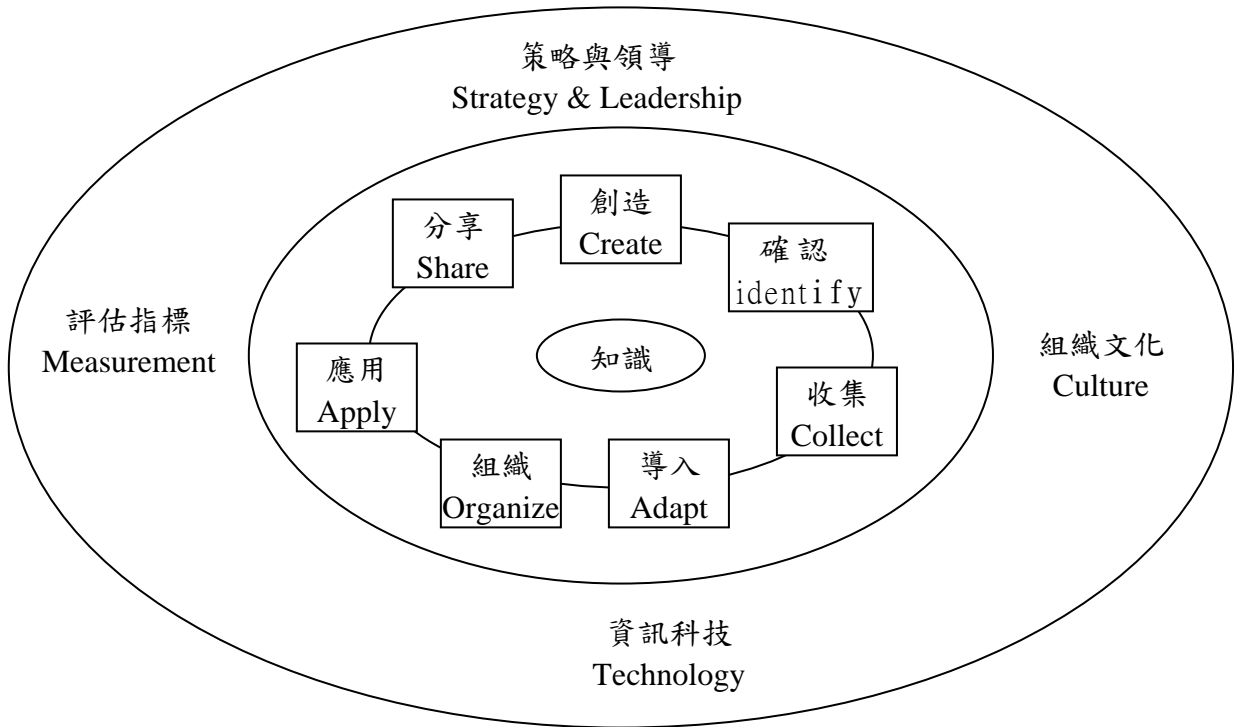 策略與領導
Strategy & Leadership
創造
Create
分享
Share
確認
identify
評估指標
Measurement
知識
組織文化
Culture
應用
Apply
收集
Collect
組織
Organize
導入
Adapt
資訊科技
Technology